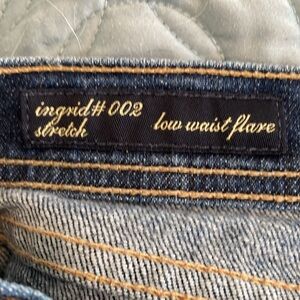 ingrid# 002
stretch
low waist flare